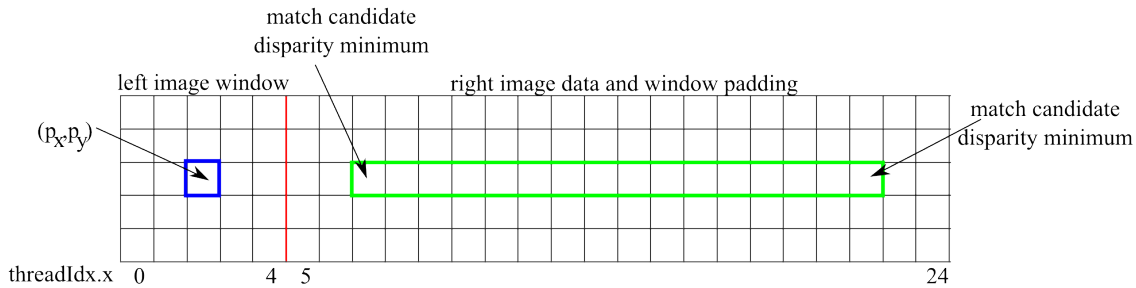 match candidate
disparity minimum
left image window
right image data and window padding
match candidate
disparity minimum
(px,py)
threadIdx.x 0 4 5 24